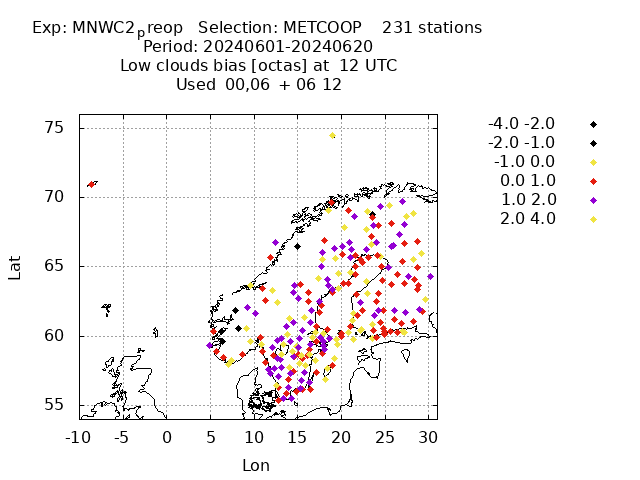 Exp: MNWC2preop Selection: METCOOP 231 stations
Period: 20240601-20240620
Low clouds bias [octas] at 12 UTC
Used 00,06 + 06 12
-4.0 -2.0
-2.0 -1.0
-1.0 0.0
0.0 1.0
1.0 2.0
2.0 4.0
75
70
65
60
55
Lat
-10 -5 0 5 10 15 20 25 30
Lon